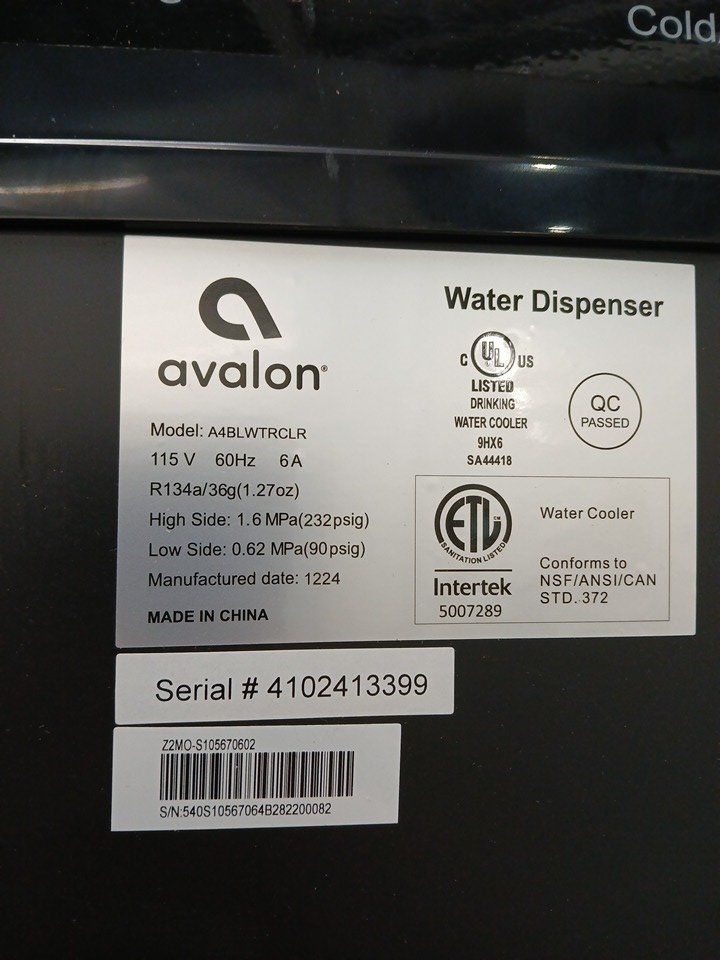 Cold
avalon®
Model: A4BLWTRCLR
115 V 60Hz 6A
R134a/36g(1.27oz)
High Side: 1.6 MPa(232psig)
Low Side: 0.62 MPa(90psig)
Manufactured date: 1224
MADE IN CHINA
Water Dispenser
C UL US
LISTED
DRINKING
WATER COOLER
9HX6
SA44418
QC
PASSED
ETL
SANITATION LISTED
Intertek
5007289
Water Cooler
Conforms to
NSF/ANSI/CAN
STD. 372
Serial # 4102413399
Z2MO-S105670602
S/N:540S10567064B282200082